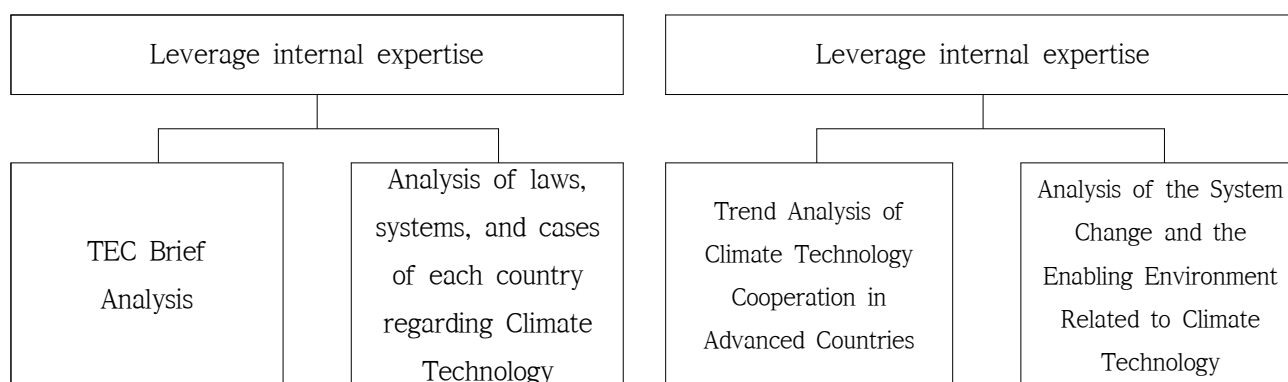 Leverage internal expertise
Leverage internal expertise
TEC Brief
Analysis
Analysis of laws,
systems, and cases
of each country
regarding Climate
Technology
Trend Analysis of
Climate Technology
Cooperation in
Advanced Countries
Analysis of the System
Change and the
Enabling Environment
Related to Climate
Technology